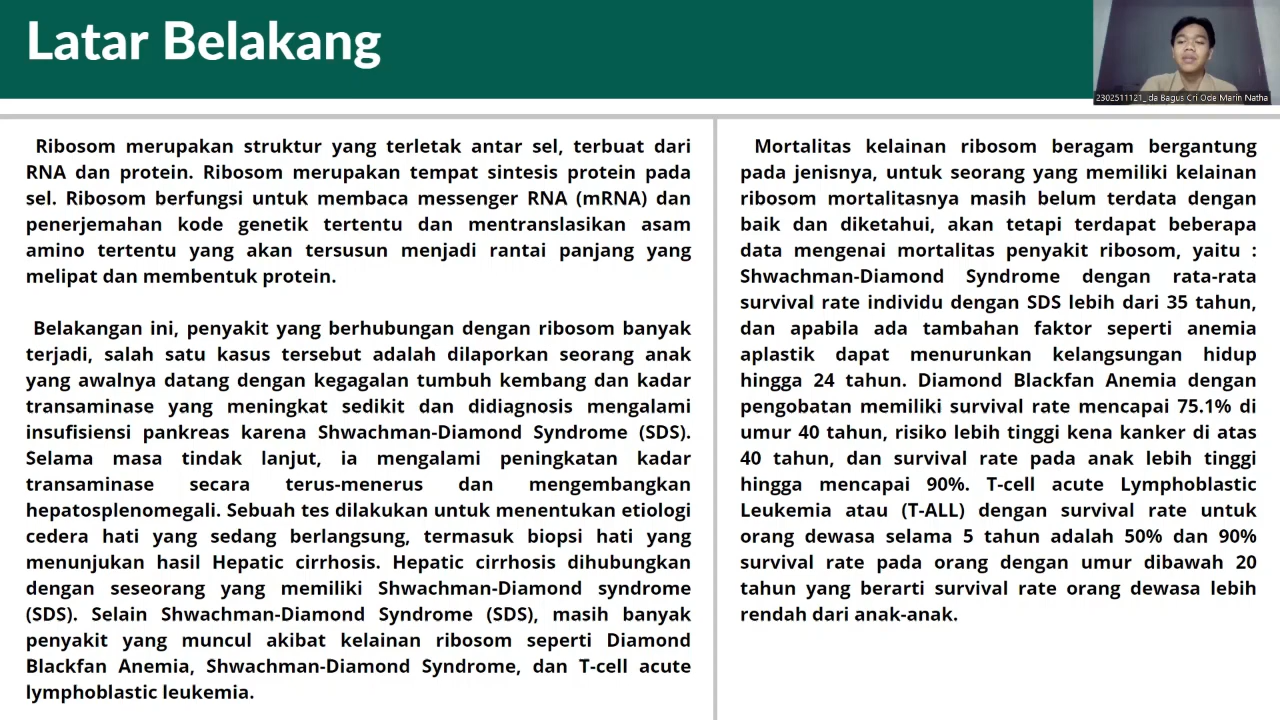 Latar Belakang
2302511121_ da Bagus Cri Ode Marin Natha
Ribosom merupakan struktur yang terletak antar sel, terbuat dari
RNA dan protein. Ribosom merupakan tempat sintesis protein pada
sel. Ribosom berfungsi untuk membaca messenger RNA (mRNA) dan
penerjemahan kode genetik tertentu dan mentranslasikan asam
amino tertentu yang akan tersusun menjadi rantai panjang yang
melipat dan membentuk protein.
Belakangan ini, penyakit yang berhubungan dengan ribosom banyak
terjadi, salah satu kasus tersebut adalah dilaporkan seorang anak
yang awalnya datang dengan kegagalan tumbuh kembang dan kadar
transaminase yang meningkat sedikit dan didiagnosis mengalami
insufisiensi pankreas karena Shwachman-Diamond Syndrome (SDS).
Selama masa tindak lanjut, ia mengalami peningkatan kadar
transaminase secara terus-menerus dan mengembangkan
hepatosplenomegali. Sebuah tes dilakukan untuk menentukan etiologi
cedera hati yang sedang berlangsung, termasuk biopsi hati yang
menunjukan hasil Hepatic cirrhosis. Hepatic cirrhosis dihubungkan
dengan seseorang yang memiliki Shwachman-Diamond syndrome
(SDS). Selain Shwachman-Diamond Syndrome (SDS), masih banyak
penyakit yang muncul akibat kelainan ribosom seperti Diamond
Blackfan Anemia, Shwachman-Diamond Syndrome, dan T-cell acute
lymphoblastic leukemia.
Mortalitas kelainan ribosom beragam bergantung
pada jenisnya, untuk seorang yang memiliki kelainan
ribosom mortalitasnya masih belum terdata dengan
baik dan diketahui, akan tetapi terdapat beberapa
data mengenai mortalitas penyakit ribosom, yaitu :
Shwachman-Diamond Syndrome dengan rata-rata
survival rate individu dengan SDS lebih dari 35 tahun,
dan apabila ada tambahan faktor seperti anemia
aplastik dapat menurunkan kelangsungan hidup
hingga 24 tahun. Diamond Blackfan Anemia dengan
pengobatan memiliki survival rate mencapai 75.1% di
umur 40 tahun, risiko lebih tinggi kena kanker di atas
40 tahun, dan survival rate pada anak lebih tinggi
hingga mencapai 90%. T-cell acute Lymphoblastic
Leukemia atau (T-ALL) dengan survival rate untuk
orang dewasa selama 5 tahun adalah 50% dan 90%
survival rate pada orang dengan umur dibawah 20
tahun yang berarti survival rate orang dewasa lebih
rendah dari anak-anak.